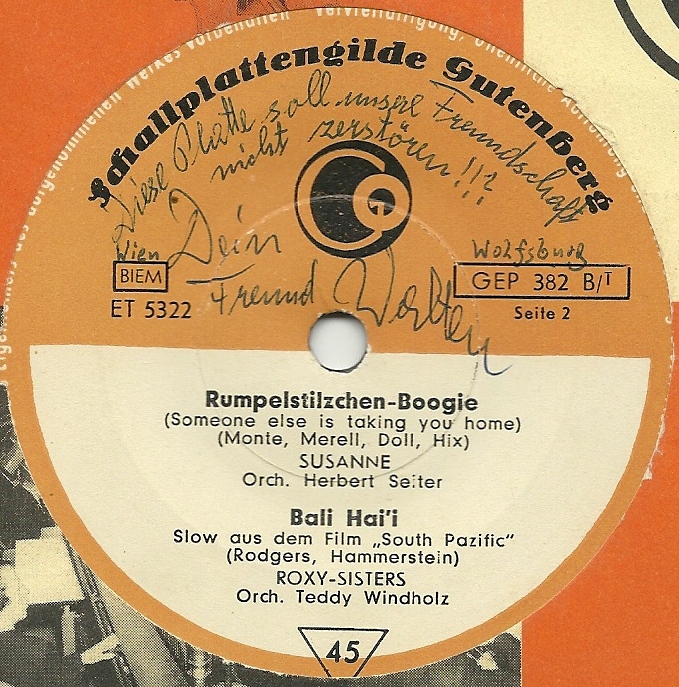 Schallplattengilde Gutenberg
Diese Platte soll unsere Freundschaft
nicht zerstören!!?
Wien Wolfsburg
Dein
Freund
BIEM
GEP 382 B/T
ET 5322
Seite 2
Rumpelstilzchen-Boogie
(Someone else is taking you home)
(Monte, Merell, Doll, Hix)
SUSANNE
Orch. Herbert Seiter
Bali Hai'i
Slow aus dem Film „South Pazific“
(Rodgers, Hammerstein)
ROXY-SISTERS
Orch. Teddy Windholz
45